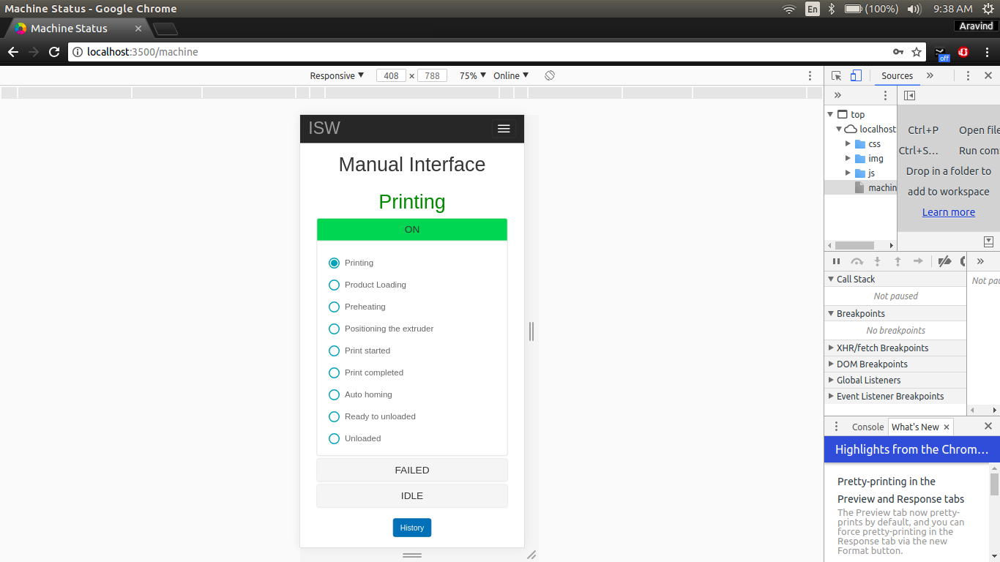 Machine Status - Google Chrome
En
(100%)
9:38 AM
Machine Status
Aravind
localhost:3500/machine
off
Responsive
408 × 788
75%
Online
Sources
top
localhost
css
img
js
machin
Ctrl+P Open file
Ctrl+S... Run com
Drop in a folder to
add to workspace
Learn more
ISW
Manual Interface
Printing
ON
Printing
Product Loading
Preheating
Positioning the extruder
Print started
Print completed
Auto homing
Ready to unloaded
Unloaded
FAILED
IDLE
History
Call Stack
Not paused
Not pau
Breakpoints
No breakpoints
XHR/fetch Breakpoints
DOM Breakpoints
Global Listeners
Event Listener Breakpoints
Console
What's New
Highlights from the Chrom...
Pretty-printing in the
Preview and Response tabs
The Preview tab now pretty-
prints by default, and you can
force pretty-printing in the
Response tab via the new
Format button.